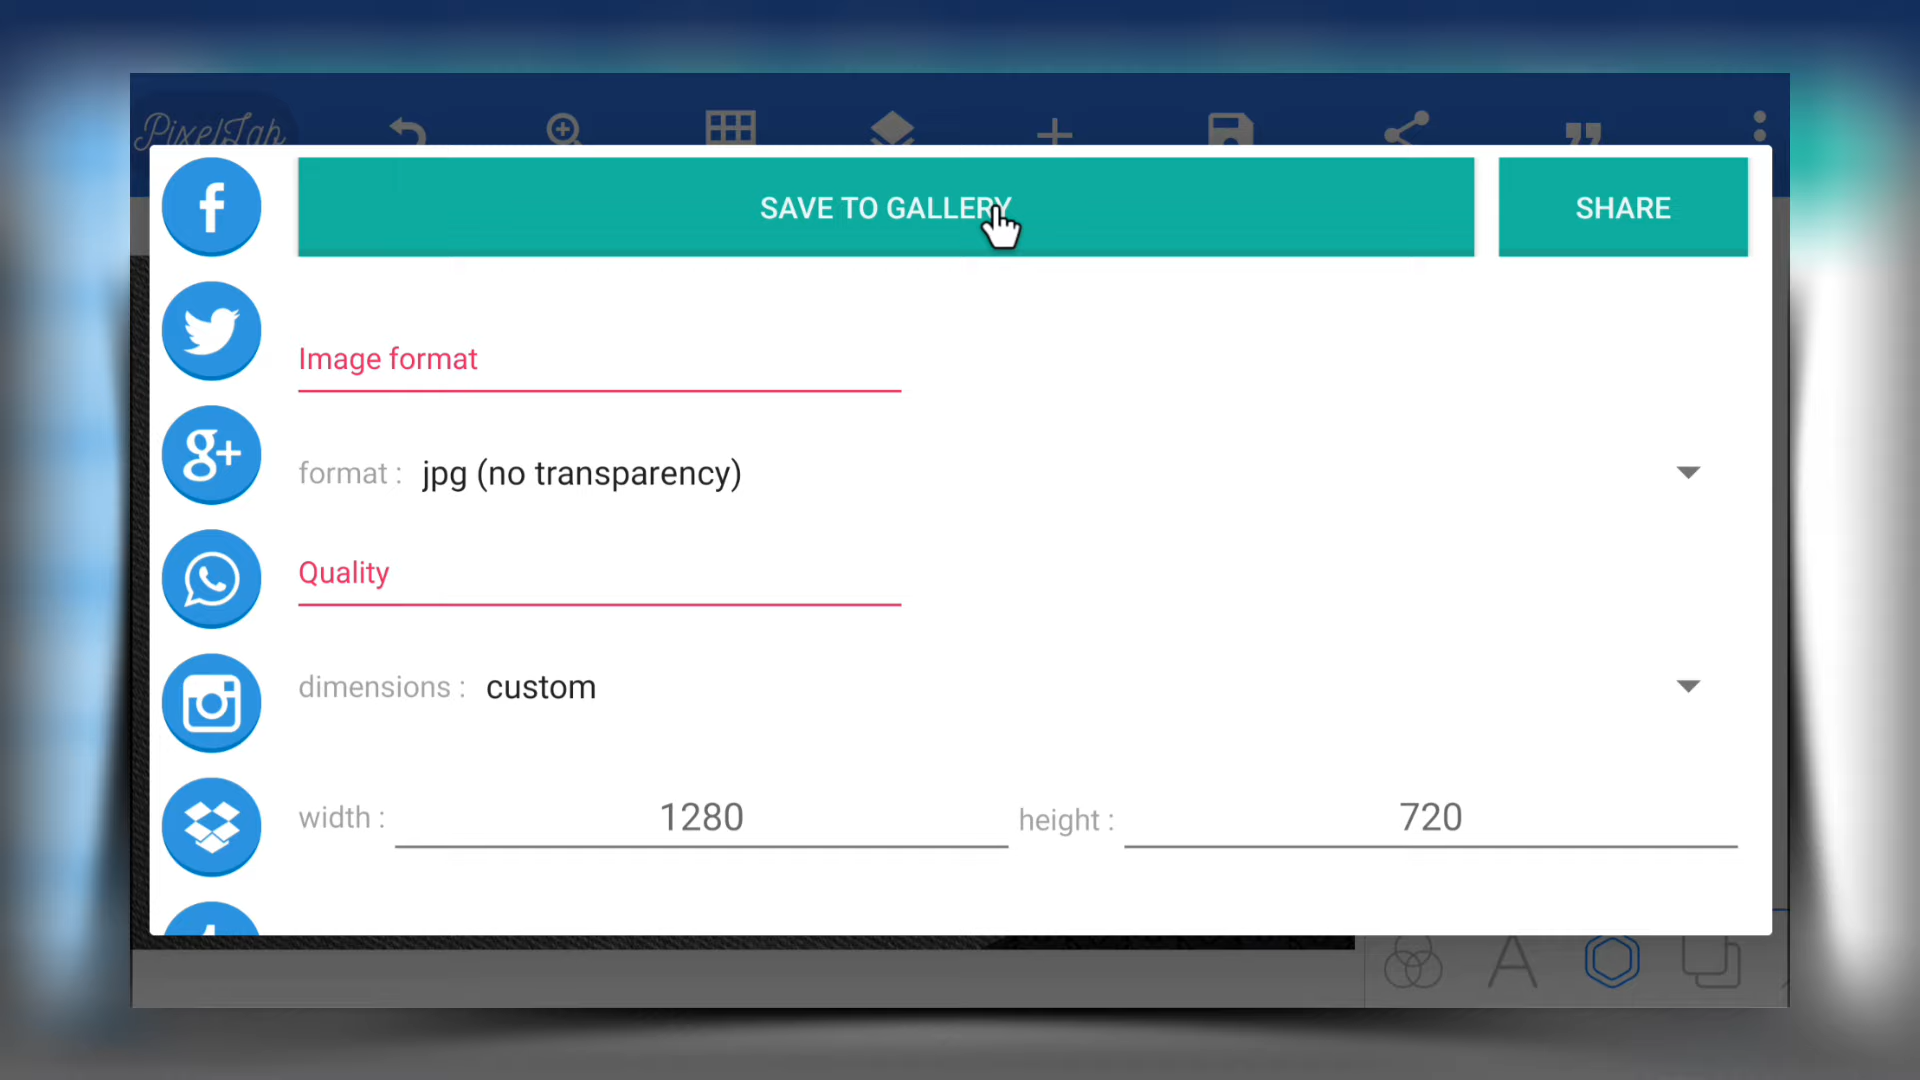 PixelLab
SAVE TO GALLERY
SHARE
Image format
format : jpg (no transparency)
Quality
dimensions : custom
width : 1280 height : 720